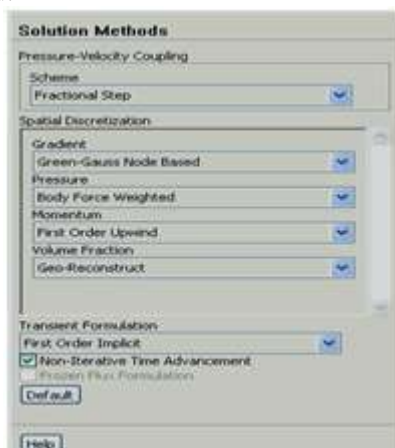 Solution Methods
Pressure-Velocity Coupling
Scheme
Fractional Step
Spatial Discretization
Gradient
Green-Gauss Node Based
Pressure
Body Force Weighted
Momentum
First Order Upwind
Volume Fraction
Geo-Reconstruct
Transient Formulation
First Order Implicit
Non-Iterative Time Advancement
Frozen Flux Formulation
Default
Help